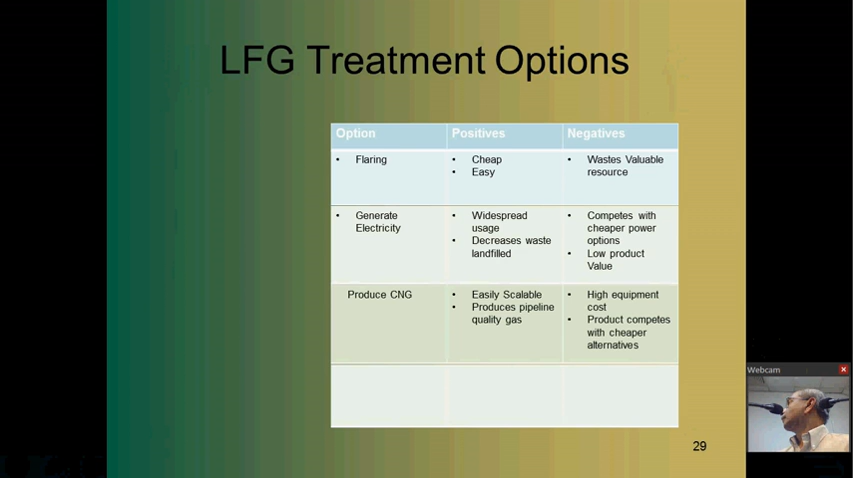 LFG Treatment Options
Option Positives Negatives
• Flaring
• Cheap
• Easy
• Wastes Valuable
resource
• Generate
Electricity
• Widespread
usage
• Decreases waste
landfilled
• Competes with
cheaper power
options
• Low product
Value
Produce CNG
• Easily Scalable
• Produces pipeline
quality gas
• High equipment
cost
• Product competes
with cheaper
alternatives
29
Webcam